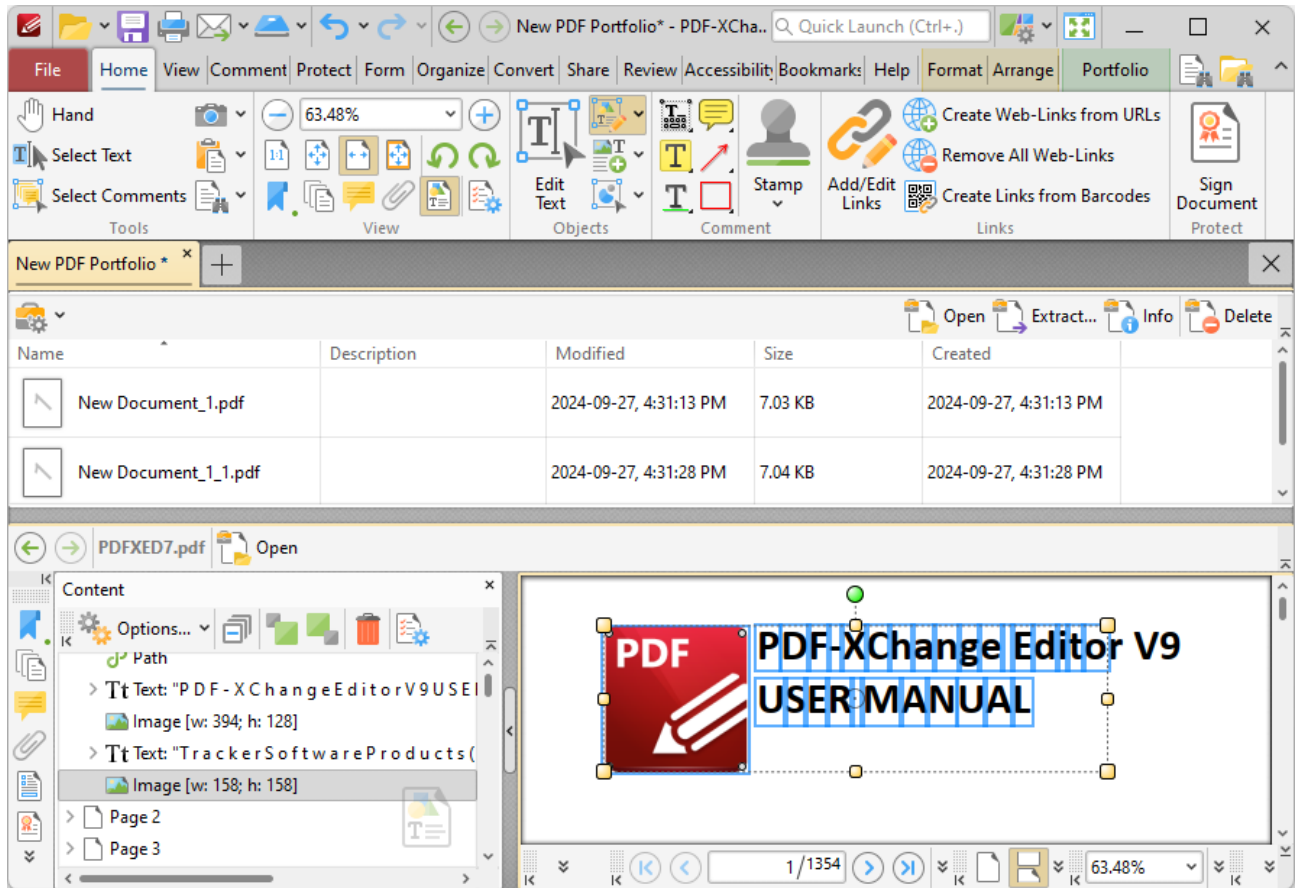 New PDF Portfolio* - PDF-XCha.. Quick Launch (Ctrl+.)
File Home View Comment Protect Form Organize Convert Share Review Accessibilit Bookmarks Help Format Arrange Portfolio
Hand 63.48% Create Web-Links from URLs
Select Text 1:1 Remove All Web-Links
Select Comments Edit Text Stamp Add/Edit Links Create Links from Barcodes Sign Document
Tools View Objects Comment Links Protect
New PDF Portfolio *
Open Extract... Info Delete
Name Description Modified Size Created
New Document_1.pdf 2024-09-27, 4:31:13 PM 7.03 KB 2024-09-27, 4:31:13 PM
New Document_1_1.pdf 2024-09-27, 4:31:28 PM 7.04 KB 2024-09-27, 4:31:28 PM
PDFXED7.pdf Open
Content
Options...
Path
Tt Text: "P D F - X C h a n g e E d i t o r V 9 U S E
Image [w: 394; h: 128]
Tt Text: "T r a c k e r S o f t w a r e P r o d u c t s (
Image [w: 158; h: 158]
Page 2
Page 3
PDF
PDF-XChange Editor V9
USER MANUAL
1/1354 63.48%